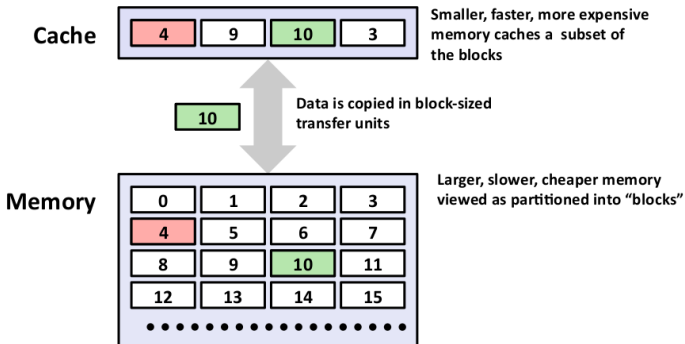 Cache
4 9 10 3
Smaller, faster, more expensive
memory caches a subset of
the blocks
10
Data is copied in block-sized
transfer units
Memory
0 1 2 3
4 5 6 7
8 9 10 11
12 13 14 15
Larger, slower, cheaper memory
viewed as partitioned into “blocks”